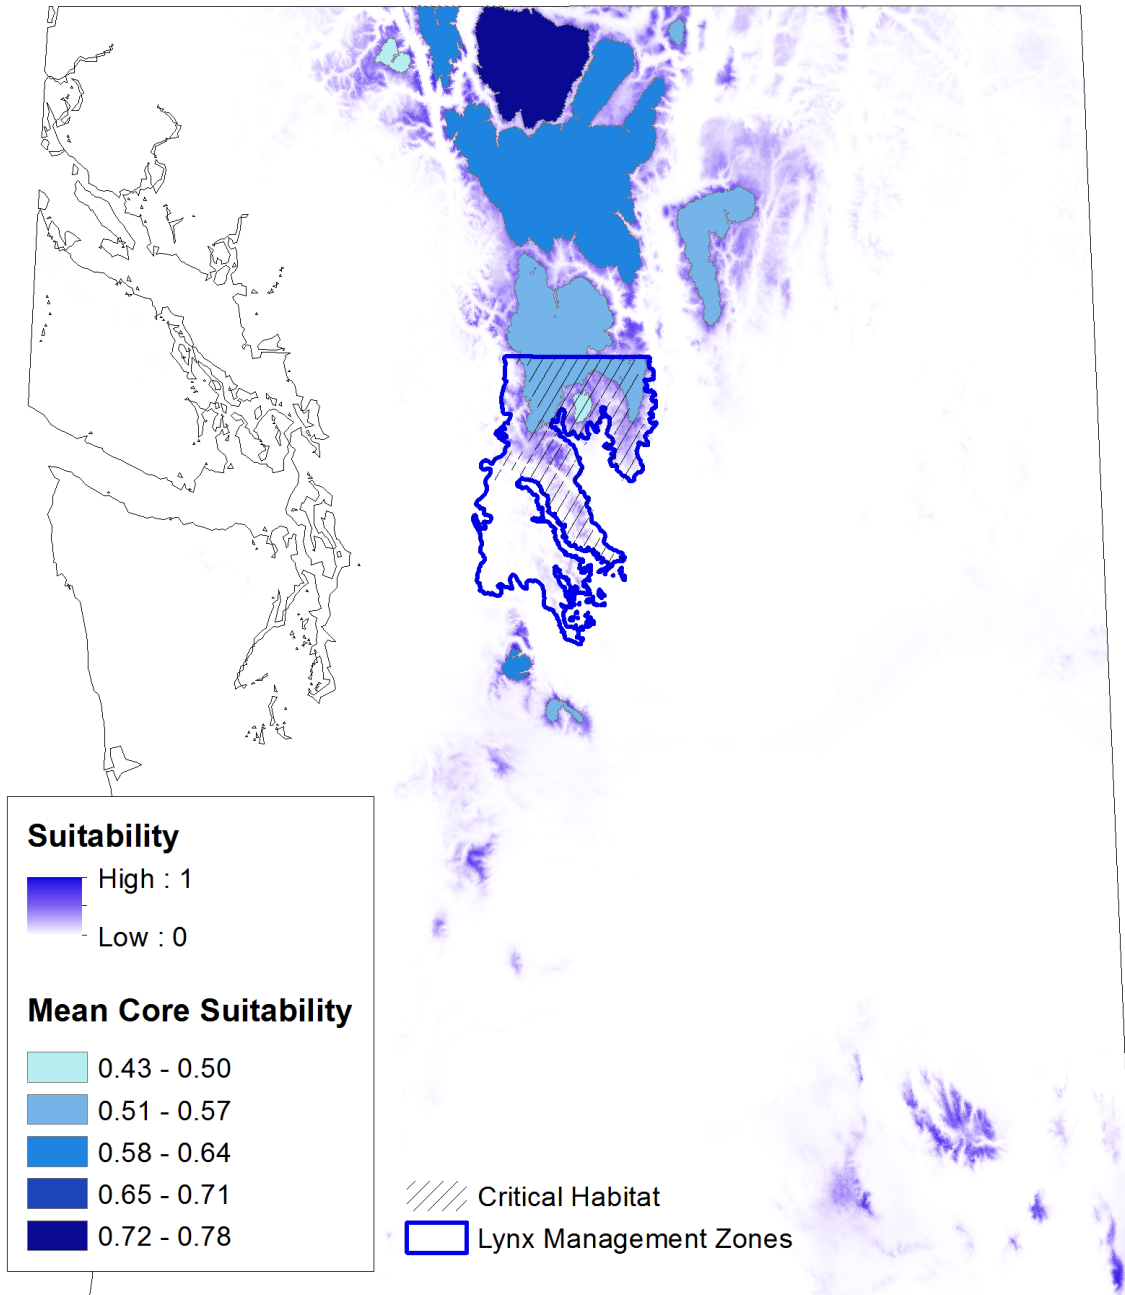 Suitability
High : 1
Low : 0
Mean Core Suitability
0.43 - 0.50
0.51 - 0.57
0.58 - 0.64
0.65 - 0.71
0.72 - 0.78
Critical Habitat
Lynx Management Zones